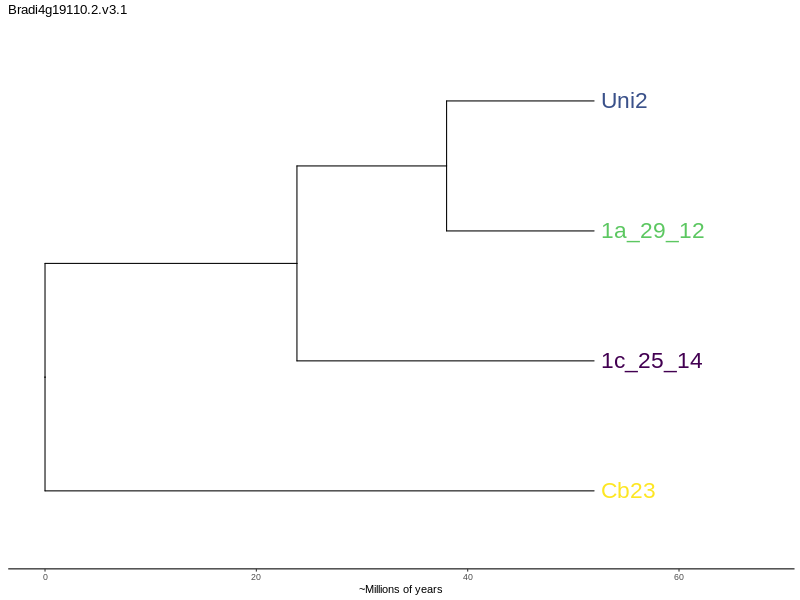 Bradi4g19110.2.v3.1
Uni2
1a_29_12
1c_25_14
Cb23
0 20 40 60
~Millions of years